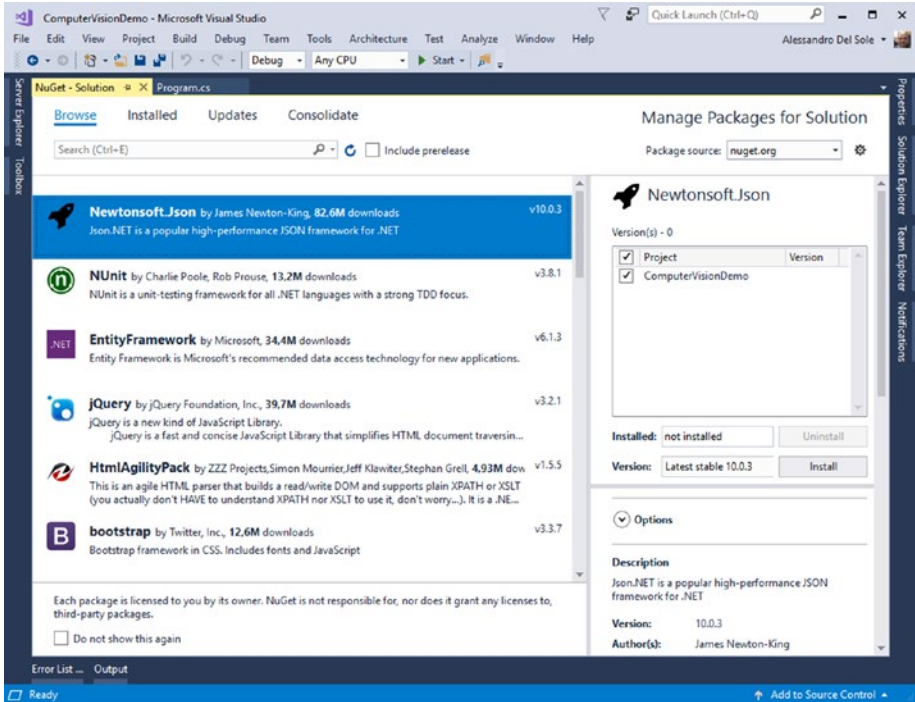 ComputerVisionDemo - Microsoft Visual Studio
Quick Launch (Ctrl+Q)
File Edit View Project Build Debug Team Tools Architecture Test Analyze Window Help
Alessandro Del Sole
Debug Any CPU Start
Server Explorer
Toolbox
NuGet - Solution
Program.cs
Browse Installed Updates Consolidate
Manage Packages for Solution
Search (Ctrl+E)
Include prerelease
Package source: nuget.org
Newtonsoft.Json by James Newton-King, 82,6M downloads
v10.0.3
Json.NET is a popular high-performance JSON framework for .NET
n
NUnit by Charlie Poole, Rob Prouse, 13,2M downloads
v3.8.1
NUnit is a unit-testing framework for all .NET languages with a strong TDD focus.
.NET
EntityFramework by Microsoft, 34,4M downloads
v6.1.3
Entity Framework is Microsoft's recommended data access technology for new applications.
jQuery by jQuery Foundation, Inc., 39,7M downloads
v3.2.1
jQuery is a new kind of JavaScript Library.
jQuery is a fast and concise JavaScript Library that simplifies HTML document traversin...
HtmlAgilityPack by ZZZ Projects,Simon Mourrier,Jeff Klawiter,Stephan Grell, 4,93M dow
v1.5.5
This is an agile HTML parser that builds a read/write DOM and supports plain XPATH or XSLT
(you actually don't HAVE to understand XPATH nor XSLT to use it, don't worry...). It is a .NE...
B
bootstrap by Twitter, Inc., 12,6M downloads
v3.3.7
Bootstrap framework in CSS. Includes fonts and JavaScript
Each package is licensed to you by its owner. NuGet is not responsible for, nor does it grant any licenses to,
third-party packages.
Do not show this again
Newtonsoft.Json
Version(s) - 0
Project Version
ComputerVisionDemo
Installed: not installed Uninstall
Version: Latest stable 10.0.3 Install
Options
Description
Json.NET is a popular high-performance JSON
framework for .NET
Version: 10.0.3
Author(s): James Newton-King
Properties
Solution Explorer
Team Explorer
Notifications
Error List ... Output
Ready
Add to Source Control